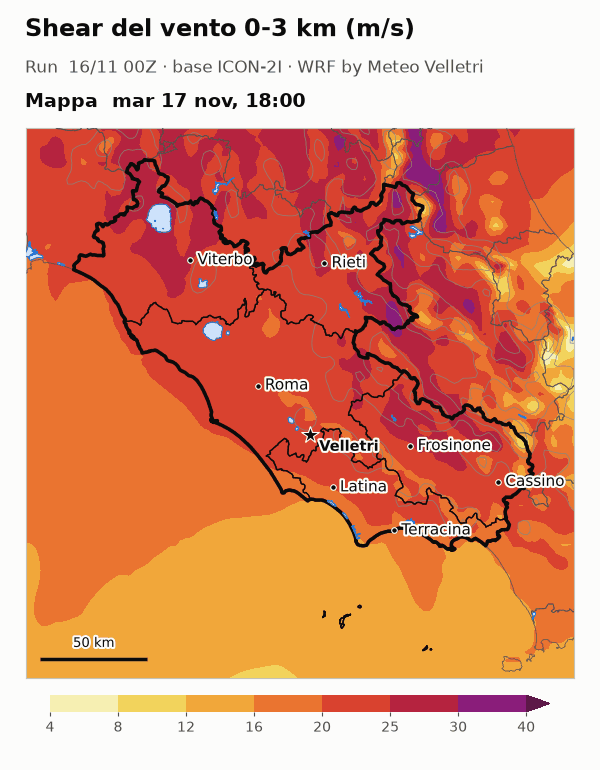 Shear del vento 0-3 km (m/s)
Run 16/11 00Z · base ICON-2I · WRF by Meteo Velletri
Mappa mar 17 nov, 18:00
Viterbo
Rieti
Roma
Velletri
Frosinone
Latina
Cassino
Terracina
50 km
4 8 12 16 20 25 30 40